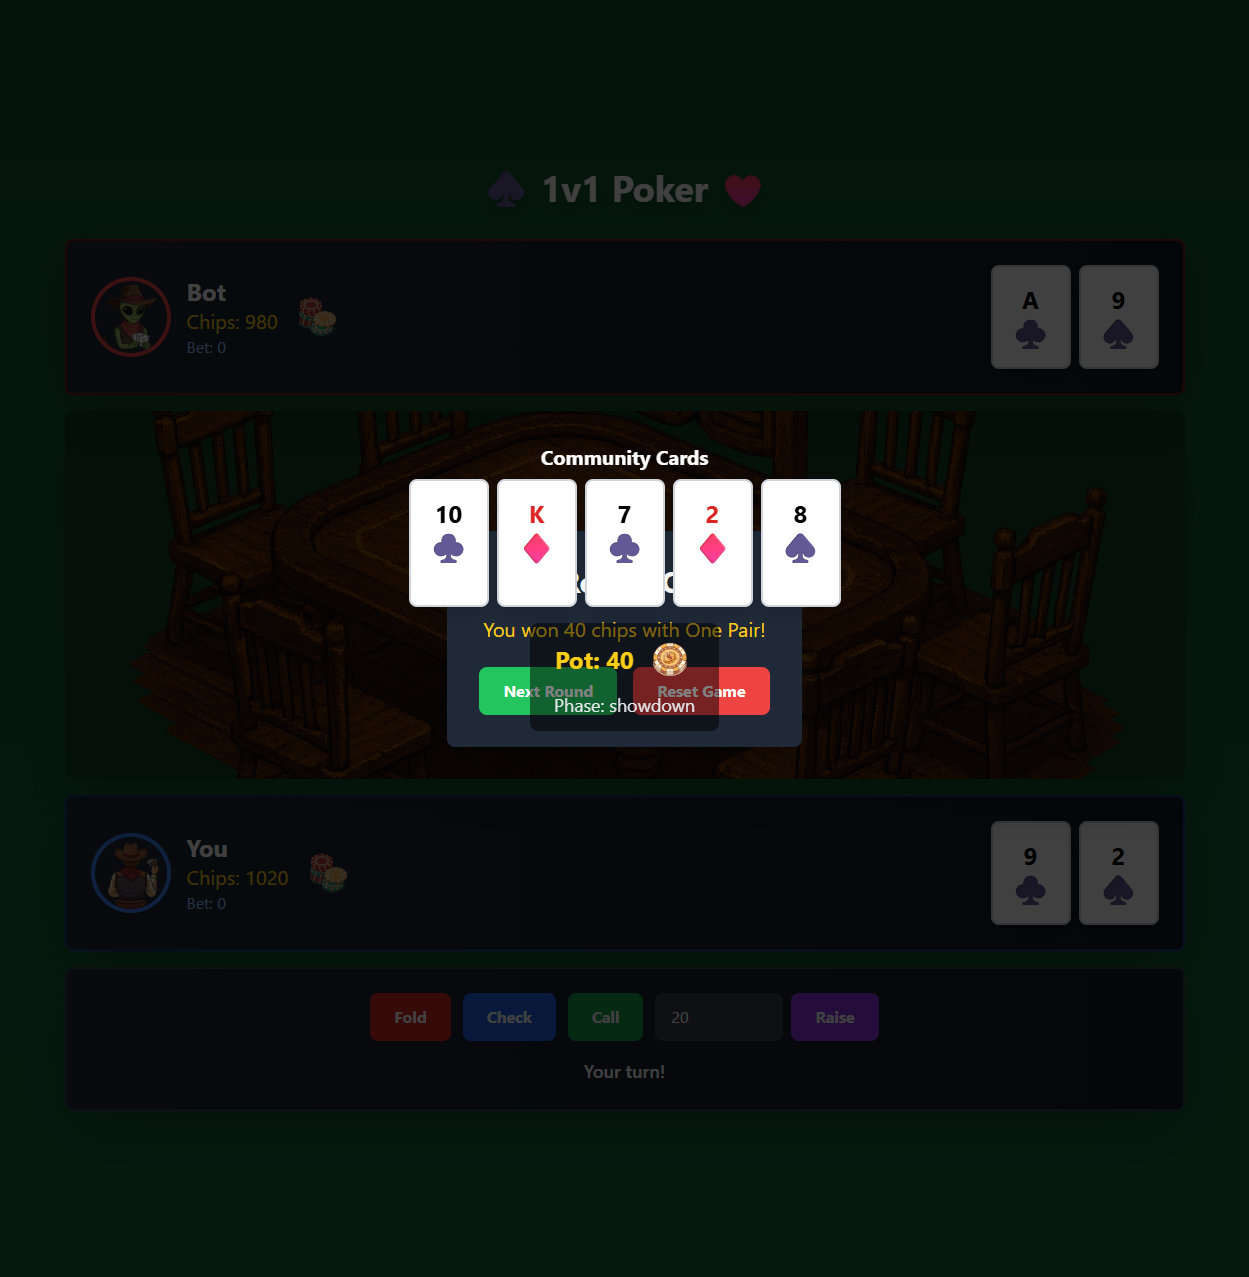 1v1 Poker
Bot
Chips: 980
Bet: 0
A
9
Community Cards
10
K
7
2
8
You won 40 chips with One Pair!
Pot: 40
Next Round
Reset Game
Phase: showdown
You
Chips: 1020
Bet: 0
9
2
Fold
Check
Call
20
Raise
Your turn!